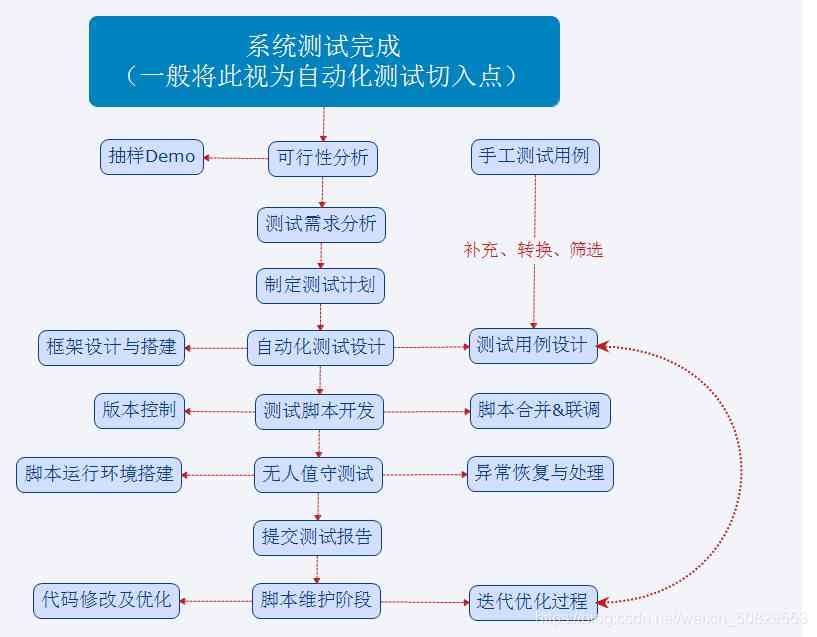 系统测试完成
（一般将此视为自动化测试切入点）
抽样Demo
可行性分析
手工测试用例
测试需求分析
补充、转换、筛选
制定测试计划
框架设计与搭建
自动化测试设计
测试用例设计
版本控制
测试脚本开发
脚本合并&联调
脚本运行环境搭建
无人值守测试
异常恢复与处理
提交测试报告
代码修改及优化
脚本维护阶段
迭代优化过程